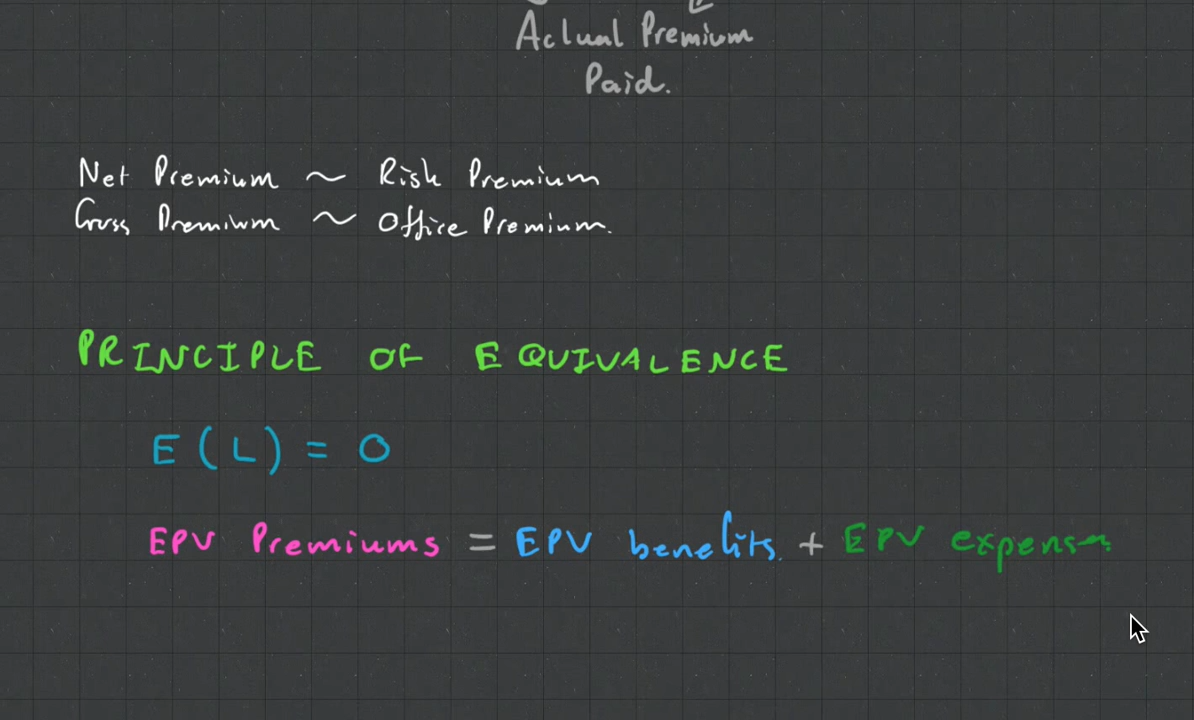 Actual Premium
Paid.
Net Premium ~ Risk Premium
Gross Premium ~ Office Premium.
PRINCIPLE OF EQUIVALENCE
E(L) = 0
EPV Premiums = EPV benefits. + EPV expenses